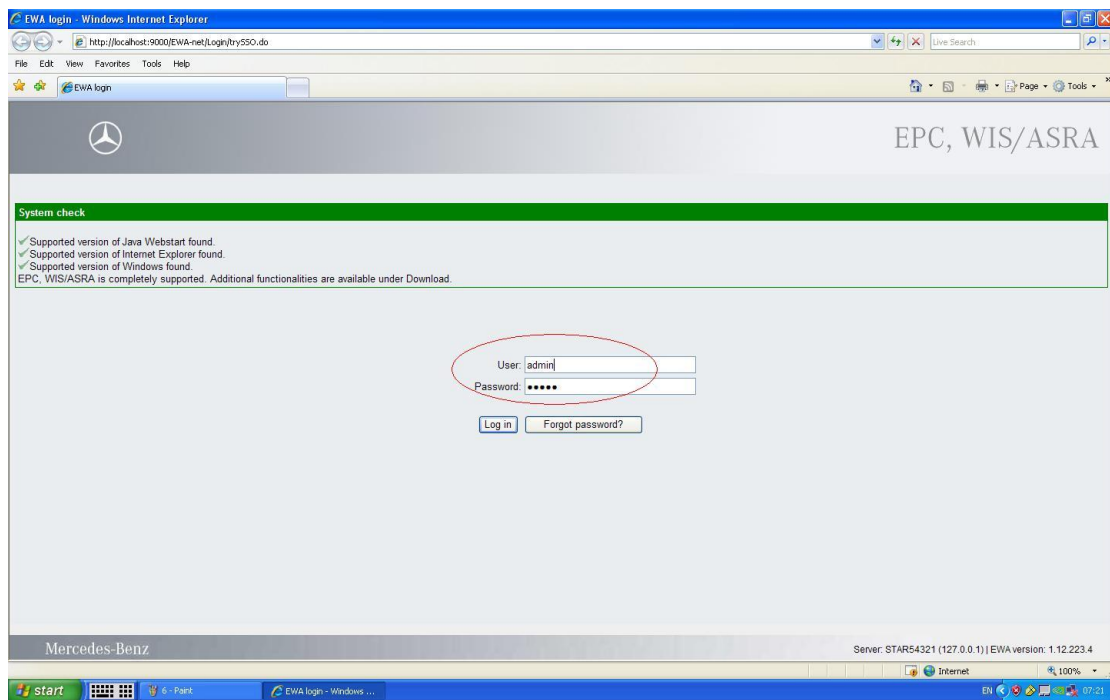 EWA login - Windows Internet Explorer
http://localhost:9000/EWA-net/Login/trySSO.do
Live Search
File Edit View Favorites Tools Help
EWA login
Page Tools
EPC, WIS/ASRA
System check
Supported version of Java Webstart found.
Supported version of Internet Explorer found.
Supported version of Windows found.
EPC, WIS/ASRA is completely supported. Additional functionalities are available under Download.
User: admin
Password: •••••
Log in Forgot password?
Mercedes-Benz
Server: STAR54321 (127.0.0.1) | EWA version: 1.12.223.4
Internet 100%
start 6 - Paint EWA login - Windows ... EN 07:21